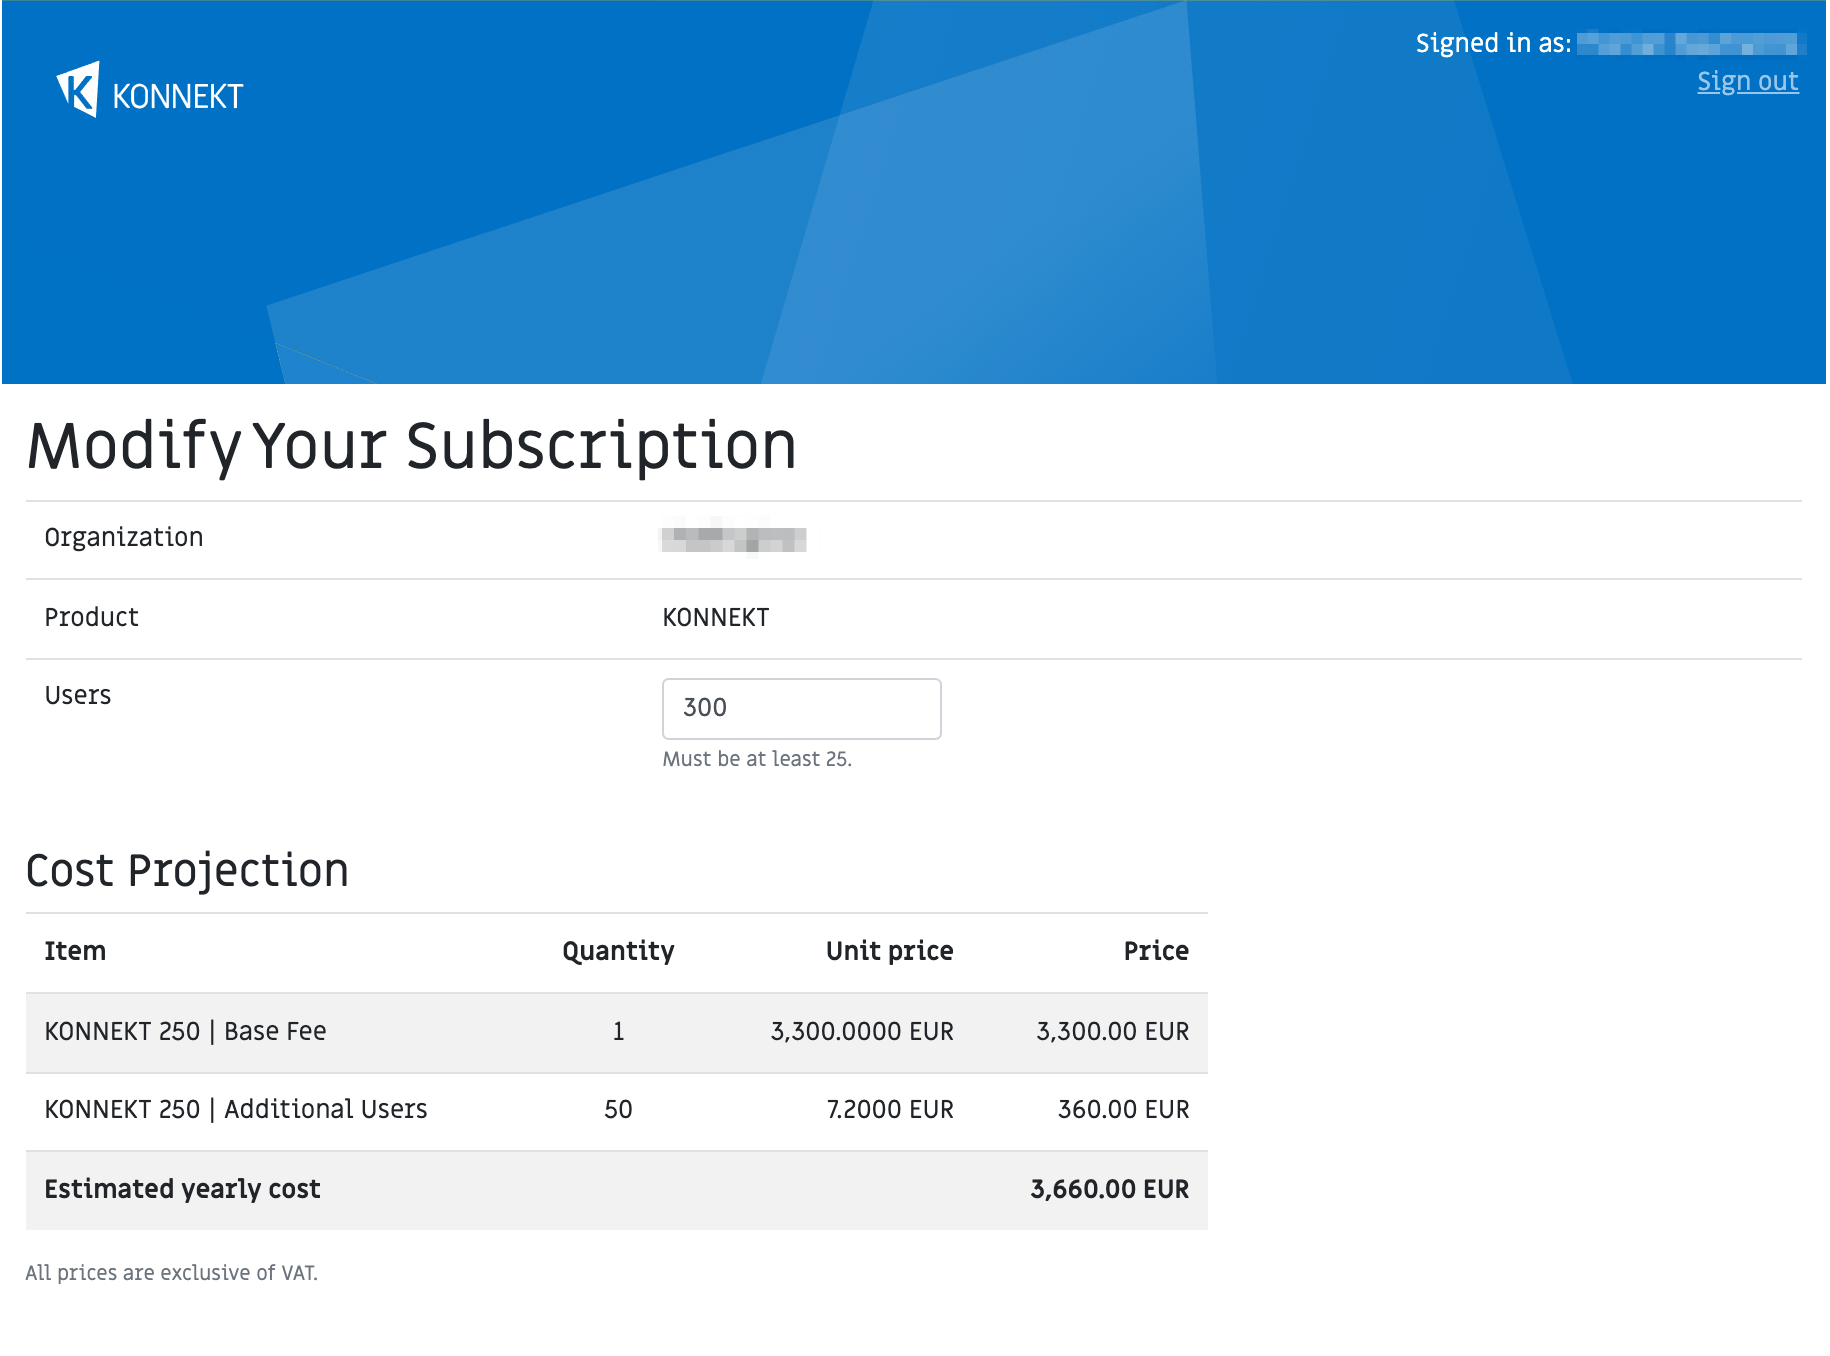 Signed in as:
Sign out
KONNEKT
Modify Your Subscription
Organization
Product KONNEKT
Users 300
Must be at least 25.
Cost Projection
Item Quantity Unit price Price
KONNEKT 250 | Base Fee 1 3,300.0000 EUR 3,300.00 EUR
KONNEKT 250 | Additional Users 50 7.2000 EUR 360.00 EUR
Estimated yearly cost 3,660.00 EUR
All prices are exclusive of VAT.